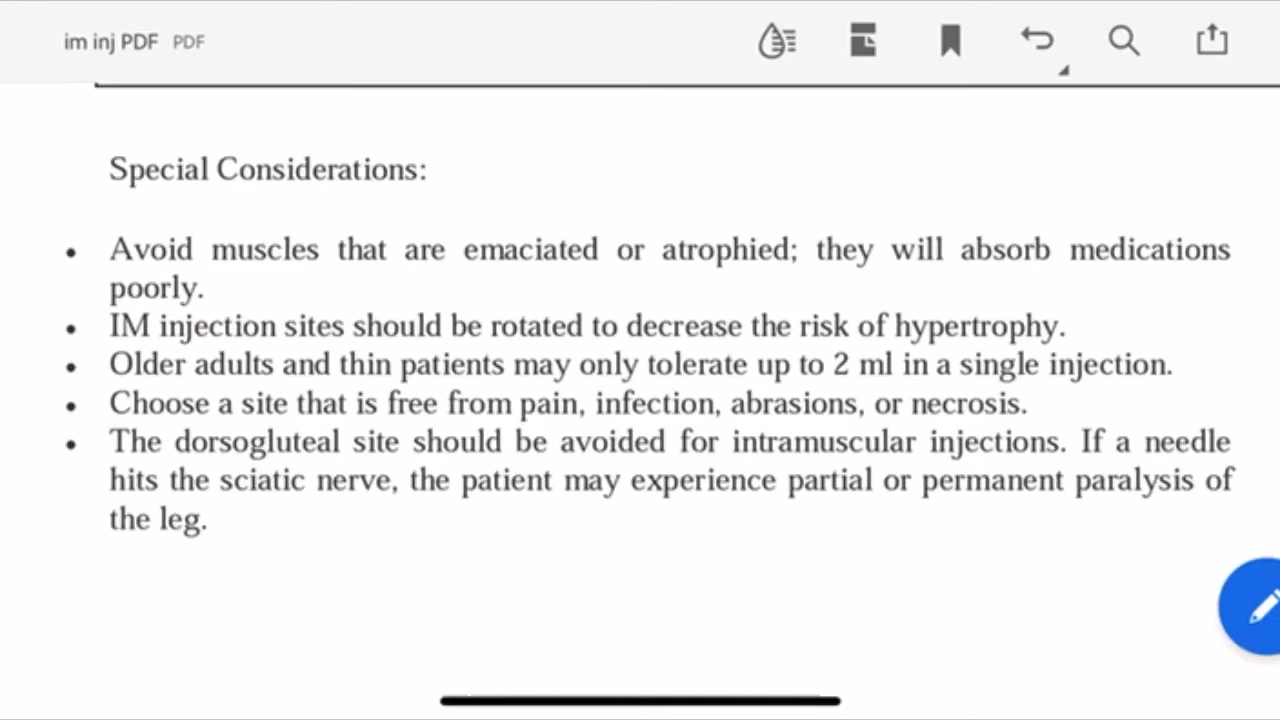 im inj PDF PDF
Special Considerations:
• Avoid muscles that are emaciated or atrophied; they will absorb medications
poorly.
• IM injection sites should be rotated to decrease the risk of hypertrophy.
• Older adults and thin patients may only tolerate up to 2 ml in a single injection.
• Choose a site that is free from pain, infection, abrasions, or necrosis.
• The dorsogluteal site should be avoided for intramuscular injections. If a needle
hits the sciatic nerve, the patient may experience partial or permanent paralysis of
the leg.